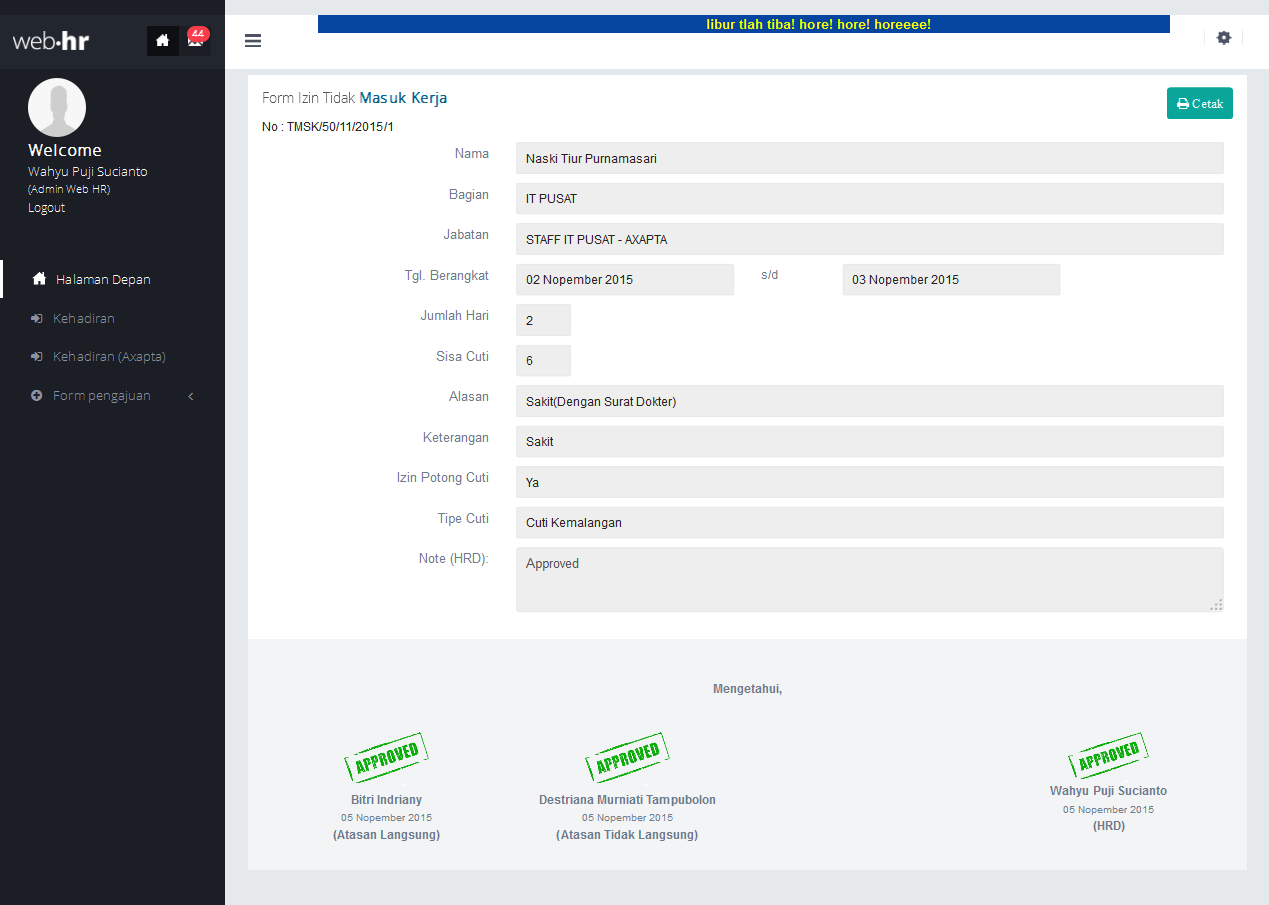 libur tlah tiba! hore! hore! horeeee!
web.hr
44
Welcome
Wahyu Puji Sucianto
(Admin Web HR)
Logout
Halaman Depan
Kehadiran
Kehadiran (Axapta)
Form pengajuan
Form Izin Tidak Masuk Kerja
Cetak
No : TMSK/50/11/2015/1
Nama Naski Tiur Purnamasari
Bagian IT PUSAT
Jabatan STAFF IT PUSAT - AXAPTA
Tgl. Berangkat 02 Nopember 2015 s/d 03 Nopember 2015
Jumlah Hari 2
Sisa Cuti 6
Alasan Sakit(Dengan Surat Dokter)
Keterangan Sakit
Izin Potong Cuti Ya
Tipe Cuti Cuti Kemalangan
Note (HRD): Approved
Mengetahui,
APPROVED
Bitri Indriany
05 Nopember 2015
(Atasan Langsung)
APPROVED
Destriana Murniati Tampubolon
05 Nopember 2015
(Atasan Tidak Langsung)
APPROVED
Wahyu Puji Sucianto
05 Nopember 2015
(HRD)